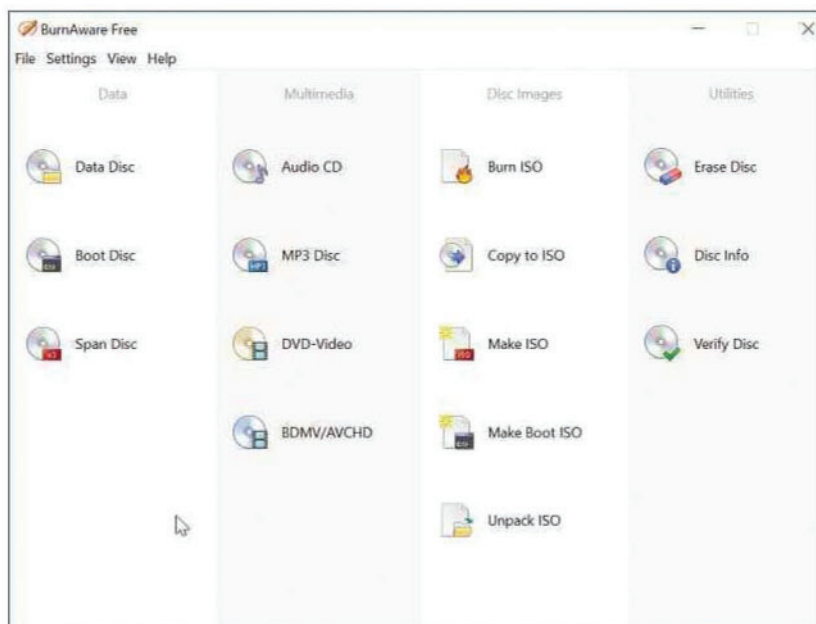 BurnAware Free
File Settings View Help
Data
Multimedia
Disc Images
Utilities
Data Disc
Audio CD
Burn ISO
Erase Disc
Boot Disc
MP3 Disc
MP3
Copy to ISO
Disc Info
Span Disc
DVD-Video
Make ISO
ISO
Verify Disc
BDMV/AVCHD
Make Boot ISO
Unpack ISO